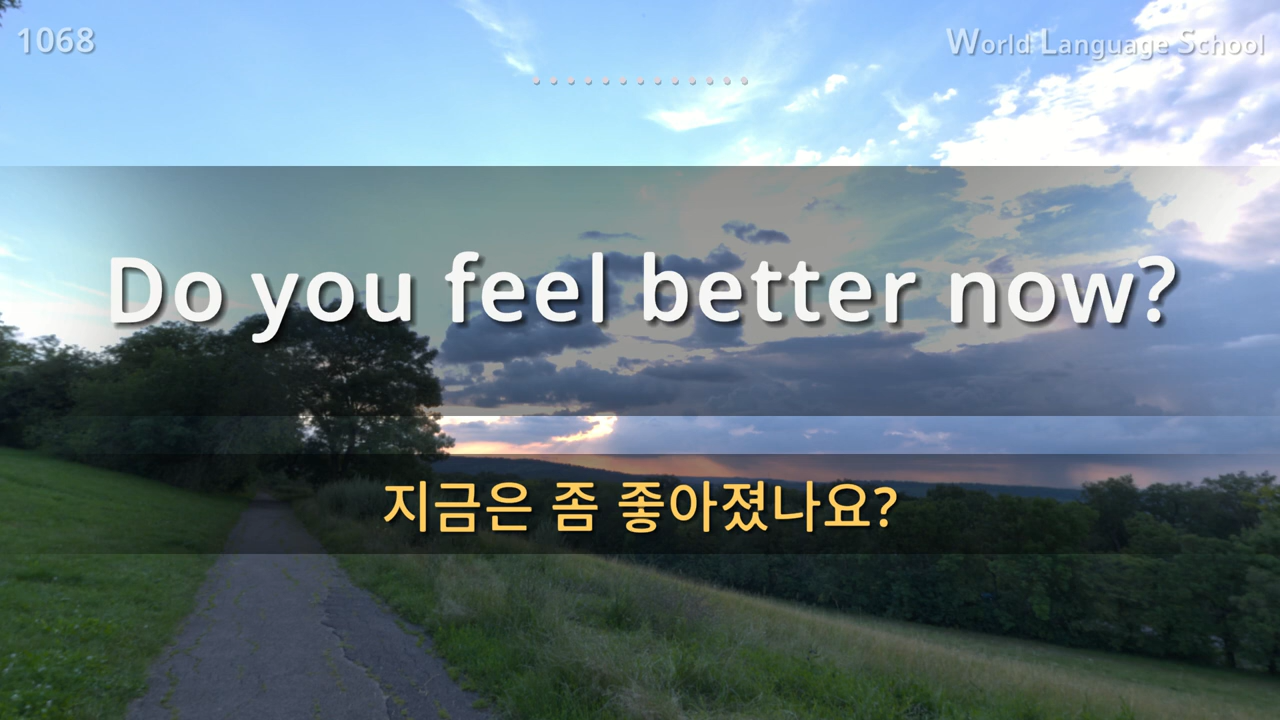 1068
World Language School
Do you feel better now?
지금은 좀 좋아졌나요?